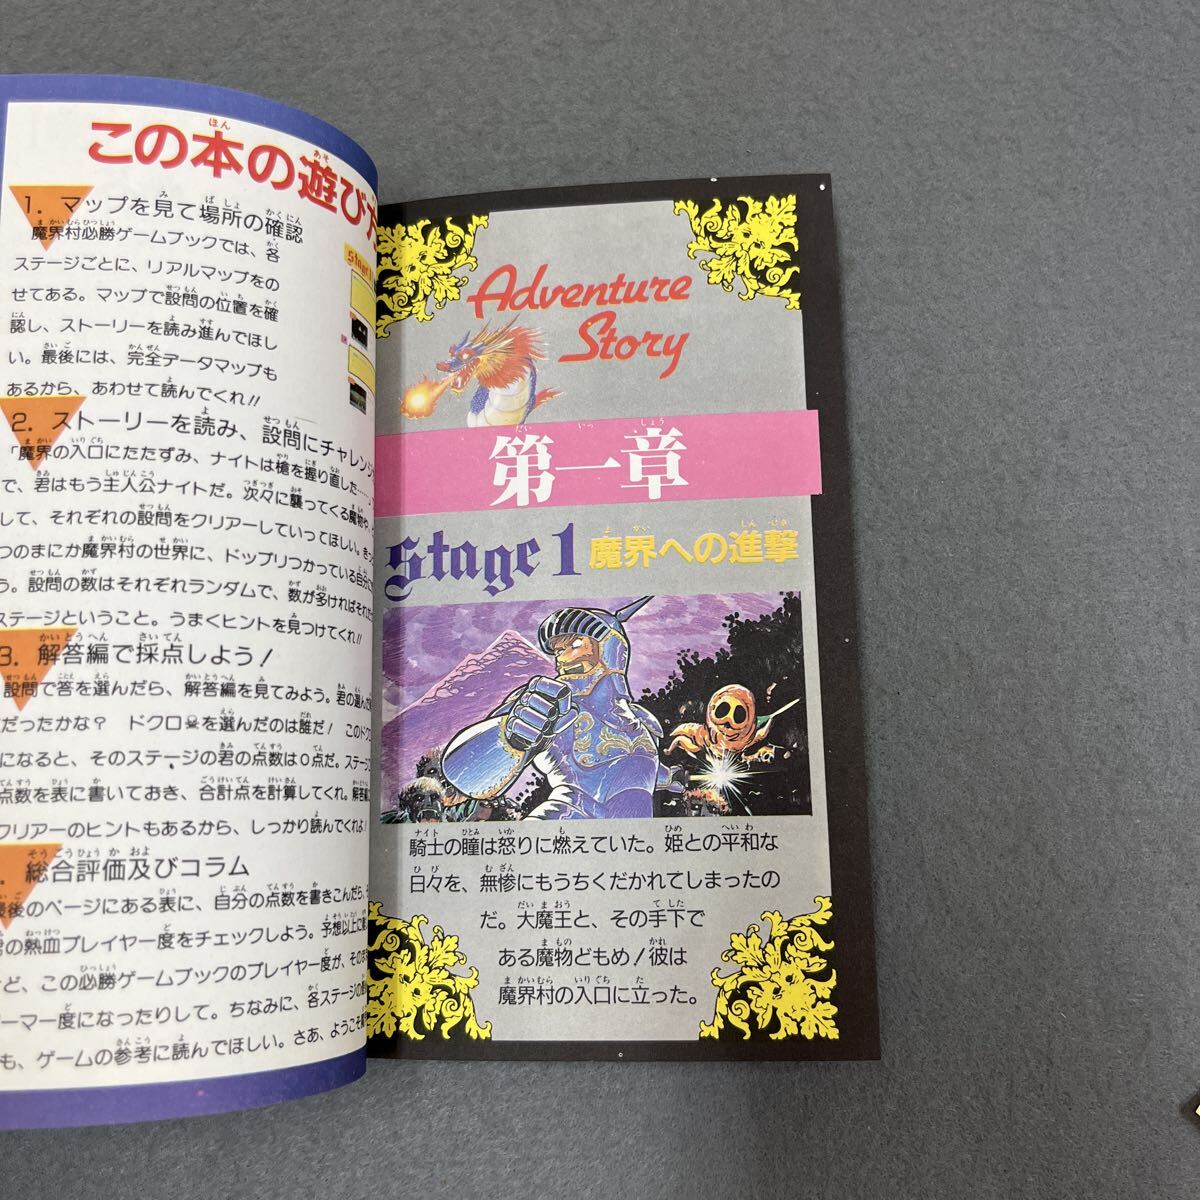 この本の遊び方
1. マップを見て場所の確認
魔界村必勝ゲームブックでは、各
ステージごとに、リアルマップをの
せてある。マップで設問の位置を確
認し、ストーリーを読み進んでほし
い。最後には、完全データマップも
あるから、あわせて読んでくれ!!
Stage 1
2. ストーリーを読み、設問にチャレンジ
「魔界の入口にたたずみ、ナイトは槍を握り直した……」
で、君はもう主人公ナイトだ。次々に襲ってくる魔物や、
して、それぞれの設問をクリアーしていってほしい。きっ
つのまにか魔界村の世界に、ドップリつかっている自分に
う。設問の数はそれぞれランダムで、数が多ければそれだ
ステージということ。うまくヒントを見つけてくれ!!
3. 解答編で採点しよう!
設問で答を選んだら、解答編を見てみよう。君の選んだ
だったかな? ドクロ☠を選んだのは誰だ! このドク
になると、そのステージの君の点数は0点だ。ステージ
点数を表に書いておき、合計点を計算してくれ。解答編
クリアーのヒントもあるから、しっかり読んでくれよ!
総合評価及びコラム
最後のページにある表に、自分の点数を書きこんだら、
君の熱血プレイヤー度をチェックしよう。予想以上に
ど、この必勝ゲームブックのプレイヤー度が、その
ーマー度になったりして。ちなみに、各ステージの
も、ゲームの参考に読んでほしい。さあ、ようこそ
Adventure
Story
第一章
Stage 1 魔界への進撃
騎士の瞳は怒りに燃えていた。姫との平和な
日々を、無惨にもうちくだかれてしまったの
だ。大魔王と、その手下で
ある魔物どもめ!彼は
魔界村の入口に立った。